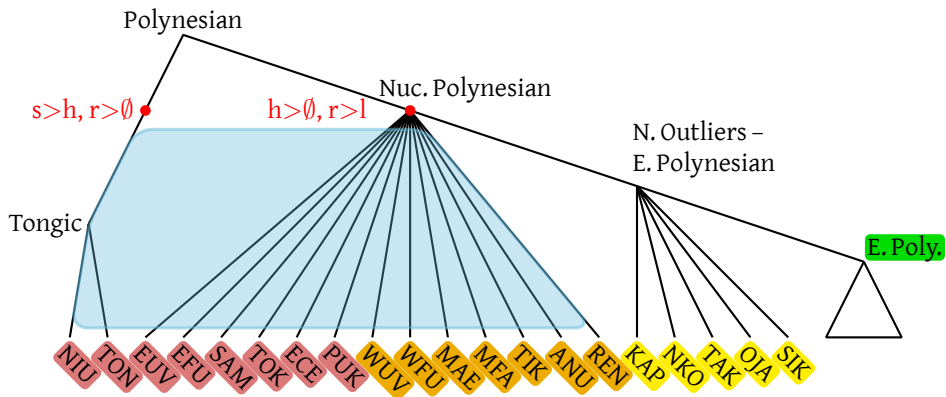 Polynesian
s>h, r>∅
h>∅, r>l
Nuc. Polynesian
N. Outliers –
E. Polynesian
Tongic
E. Poly.
NIU
TON
EUV
EFU
SAM
TOK
ECE
PUK
WUV
WFU
MAE
MFA
TIK
ANU
REN
KAP
NKO
TAK
OJA
SIK